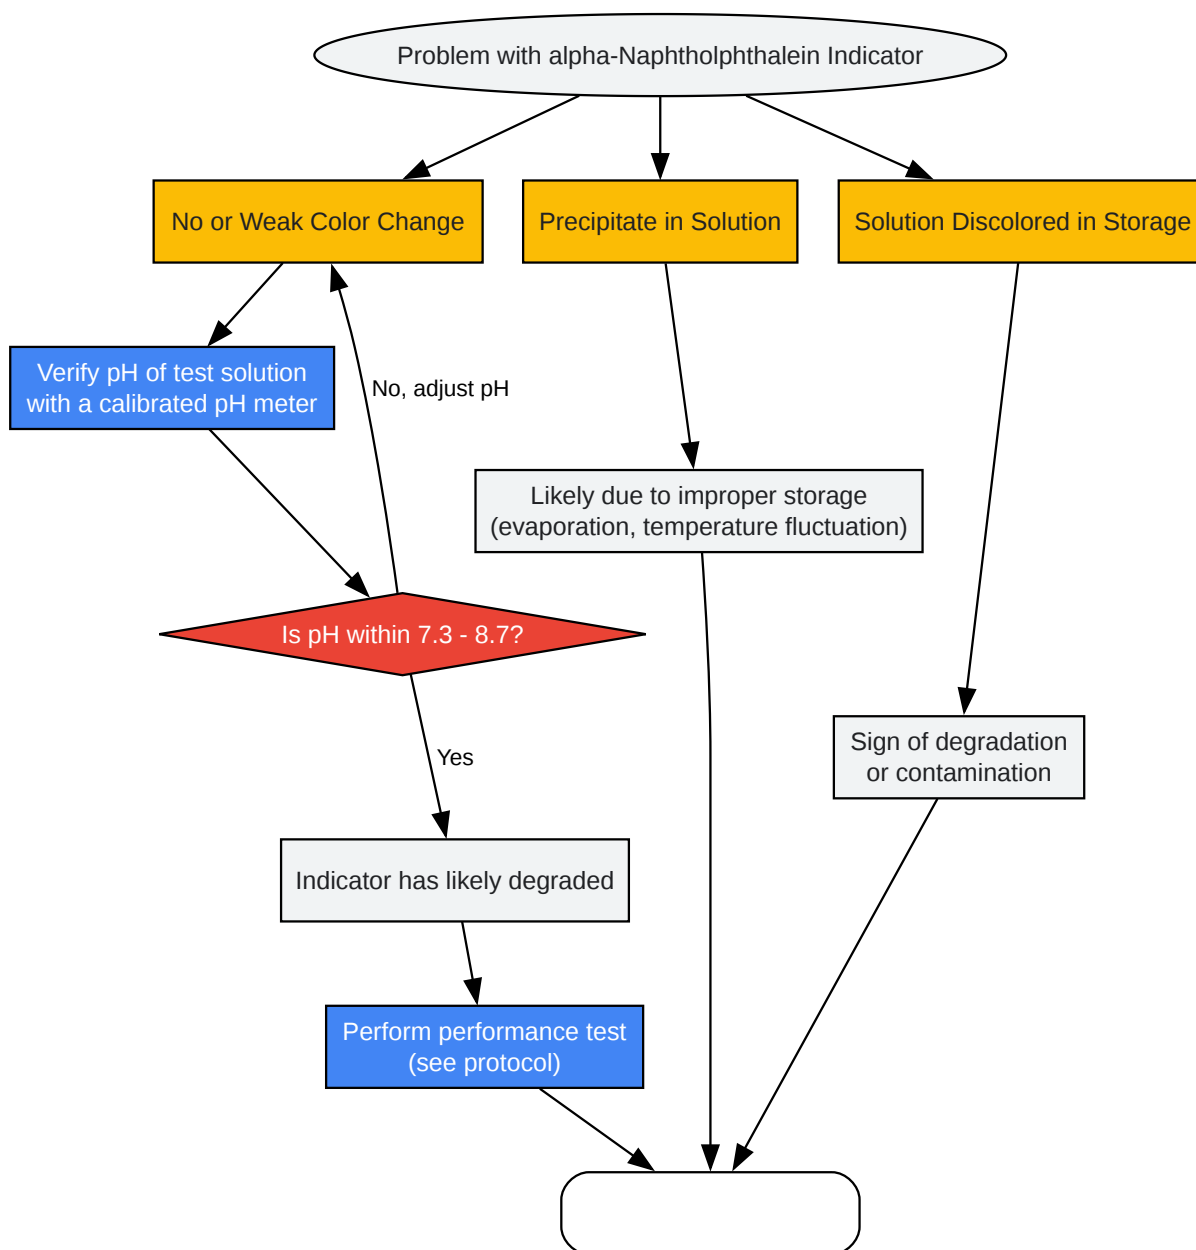 Problem with alpha-Naphtholphthalein Indicator
No or Weak Color Change
Precipitate in Solution
Solution Discolored in Storage
Verify pH of test solution
with a calibrated pH meter
No, adjust pH
Likely due to improper storage
(evaporation, temperature fluctuation)
Is pH within 7.3 - 8.7?
Yes
Sign of degradation
or contamination
Indicator has likely degraded
Perform performance test
(see protocol)